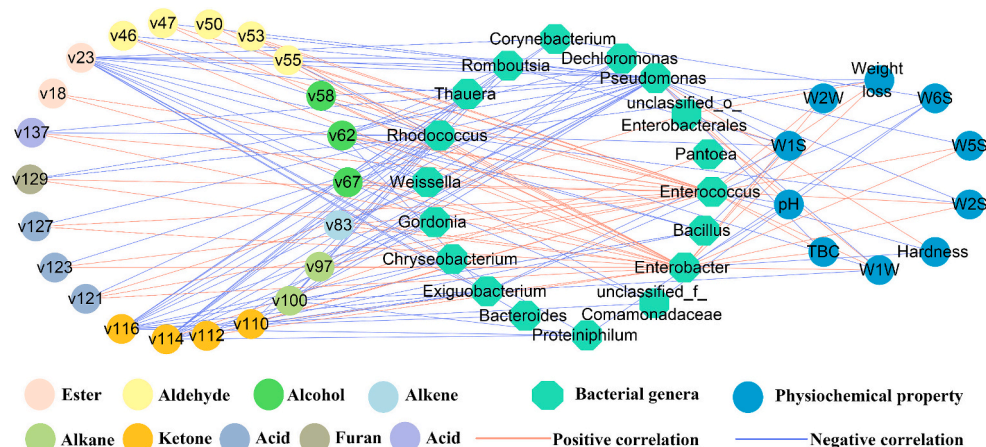 v50
v47
v46
v53
v23
v55
v18
v58
v137
v62
v129
v67
v127
v83
v123
v97
v121
v100
v116
v114
v112
v110
Corynebacterium
Dechloromonas
Romboutsia
Pseudomonas
Thauera
unclassified_o_
Enterobacterales
Rhodococcus
Pantoea
Weissella
Enterococcus
Gordonia
Bacillus
Chryseobacterium
Enterobacter
Exiguobacterium
unclassified_f_
Comamonadaceae
Bacteroides
Proteiniphilum
Weight
loss
W2W
W6S
W1S
W5S
pH
W2S
TBC
Hardness
W1W
Ester
Aldehyde
Alcohol
Alkene
Bacterial genera
Physiochemical property
Alkane
Ketone
Acid
Furan
Acid
Positive correlation
Negative correlation